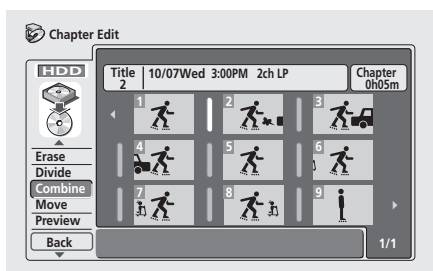 Chapter Edit
HDD
Title 2
10/07Wed 3:00PM 2ch LP
Chapter
0h05m
1
2
3
4
5
6
7
8
9
Erase
Divide
Combine
Move
Preview
Back
1/1